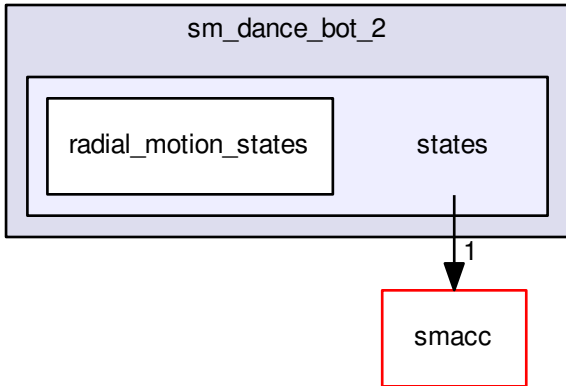 sm_dance_bot_2
radial_motion_states
states
1
smacc